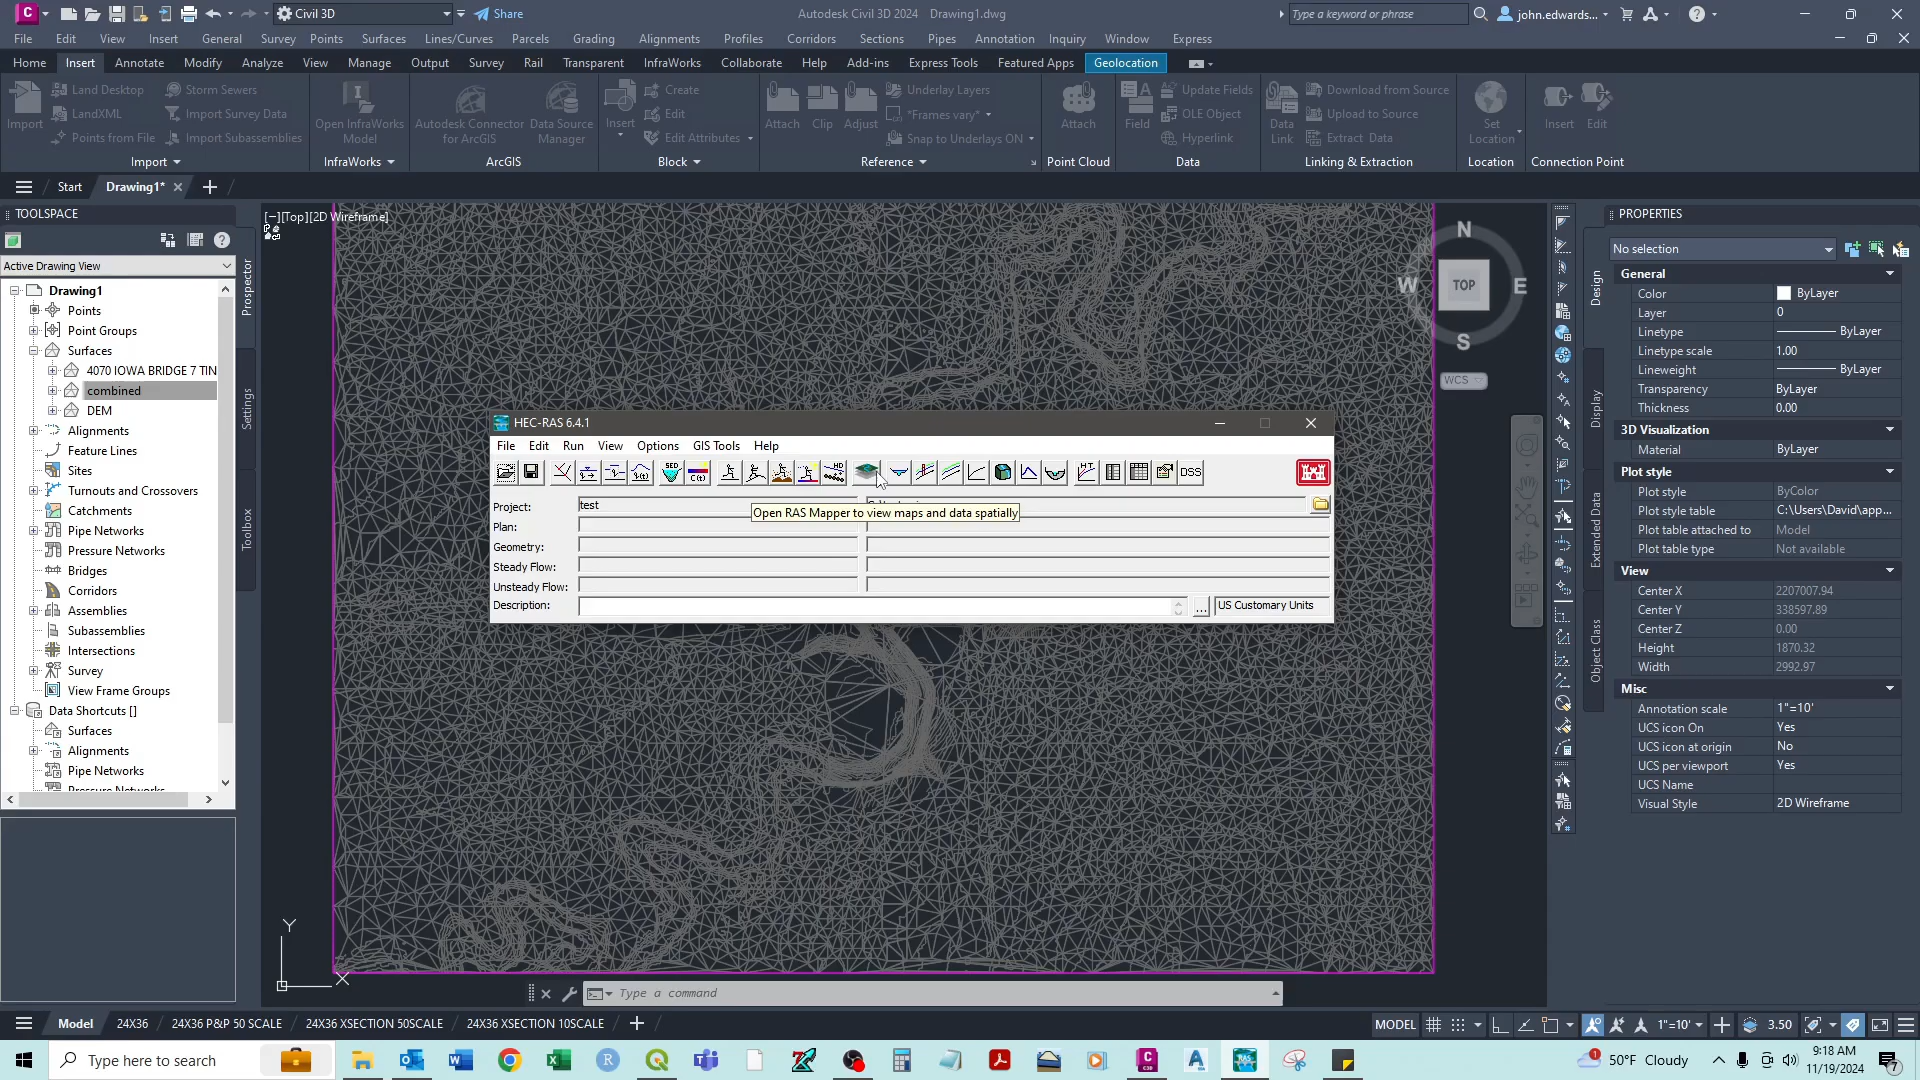 Civil 3D
Share
Autodesk Civil 3D 2024 Drawing1.dwg
Type a keyword or phrase
john.edwards...
File Edit View Insert General Survey Points Surfaces Lines/Curves Parcels Grading Alignments Profiles Corridors Sections Pipes Annotation Inquiry Window Express
Home Insert Annotate Modify Analyze View Manage Output Survey Rail Transparent InfraWorks Collaborate Help Add-ins Express Tools Featured Apps Geolocation
Land Desktop Storm Sewers Create Underlay Layers Update Fields Download from Source
LandXML Import Survey Data Edit *Frames vary* OLE Object Upload to Source
Import Open InfraWorks Model Autodesk Connector for ArcGIS Data Source Manager Insert Attach Clip Adjust Attach Field Data Link Set Location Insert Edit
Points from File Import Subassemblies Edit Attributes Snap to Underlays ON Hyperlink Extract Data
Import InfraWorks ArcGIS Block Reference Point Cloud Data Linking & Extraction Location Connection Point
Start Drawing1*
TOOLSPACE
Active Drawing View
Drawing1
Points
Point Groups
Surfaces
4070 IOWA BRIDGE 7 TIN
combined
DEM
Alignments
Feature Lines
Sites
Turnouts and Crossovers
Catchments
Pipe Networks
Pressure Networks
Bridges
Corridors
Assemblies
Subassemblies
Intersections
Survey
View Frame Groups
Data Shortcuts []
Surfaces
Alignments
Pipe Networks
Pressure Networks
Prospector
Settings
Toolbox
[−][Top][2D Wireframe]
N
W TOP E
S
WCS
HEC-RAS 6.4.1
File Edit Run View Options GIS Tools Help
SED
C(t)
HD
HT
DSS
Project: test
Open RAS Mapper to view maps and data spatially
Plan:
Geometry:
Steady Flow:
Unsteady Flow:
Description: ... US Customary Units
Y
X
Type a command
PROPERTIES
No selection
Design
Display
Extended Data
Object Class
General
Color ByLayer
Layer 0
Linetype ByLayer
Linetype scale 1.00
Lineweight ByLayer
Transparency ByLayer
Thickness 0.00
3D Visualization
Material ByLayer
Plot style
Plot style ByColor
Plot style table C:\Users\David\app...
Plot table attached to Model
Plot table type Not available
View
Center X 2207007.94
Center Y 338597.89
Center Z 0.00
Height 1870.32
Width 2992.97
Misc
Annotation scale 1"=10'
UCS icon On Yes
UCS icon at origin No
UCS per viewport Yes
UCS Name
Visual Style 2D Wireframe
Model 24X36 24X36 P&P 50 SCALE 24X36 XSECTION 50SCALE 24X36 XSECTION 10SCALE
MODEL 1"=10' 3.50
Type here to search
50°F Cloudy
9:18 AM
11/19/2024